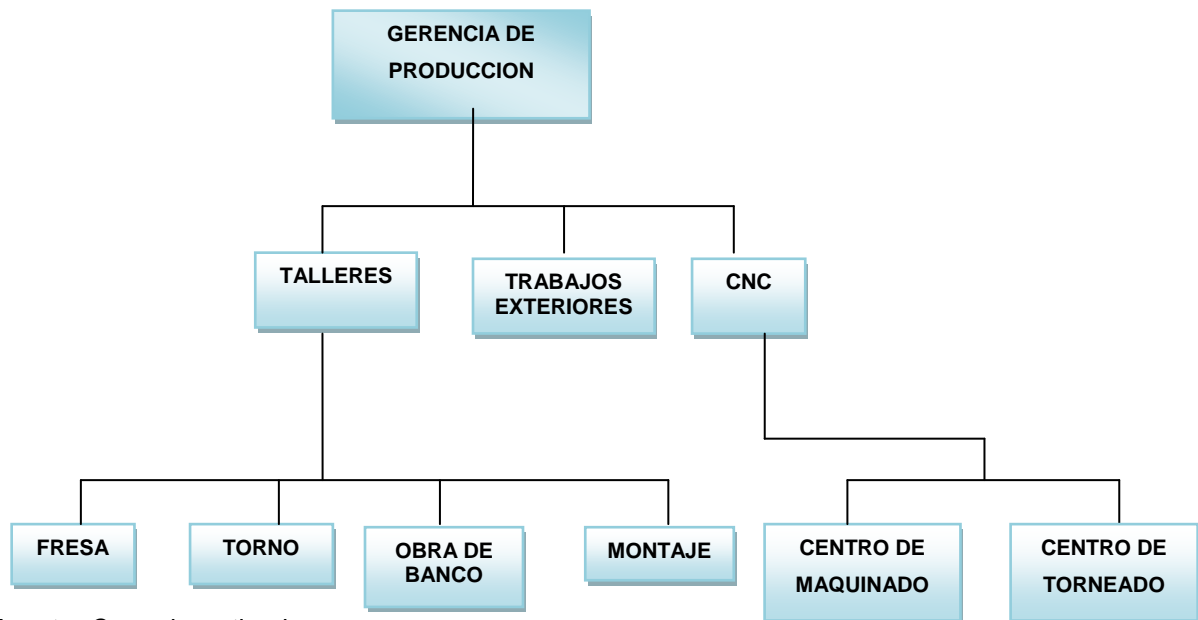 GERENCIA DE
PRODUCCION
TALLERES
TRABAJOS
EXTERIORES
CNC
FRESA
TORNO
OBRA DE
BANCO
MONTAJE
CENTRO DE
MAQUINADO
CENTRO DE
TORNEADO